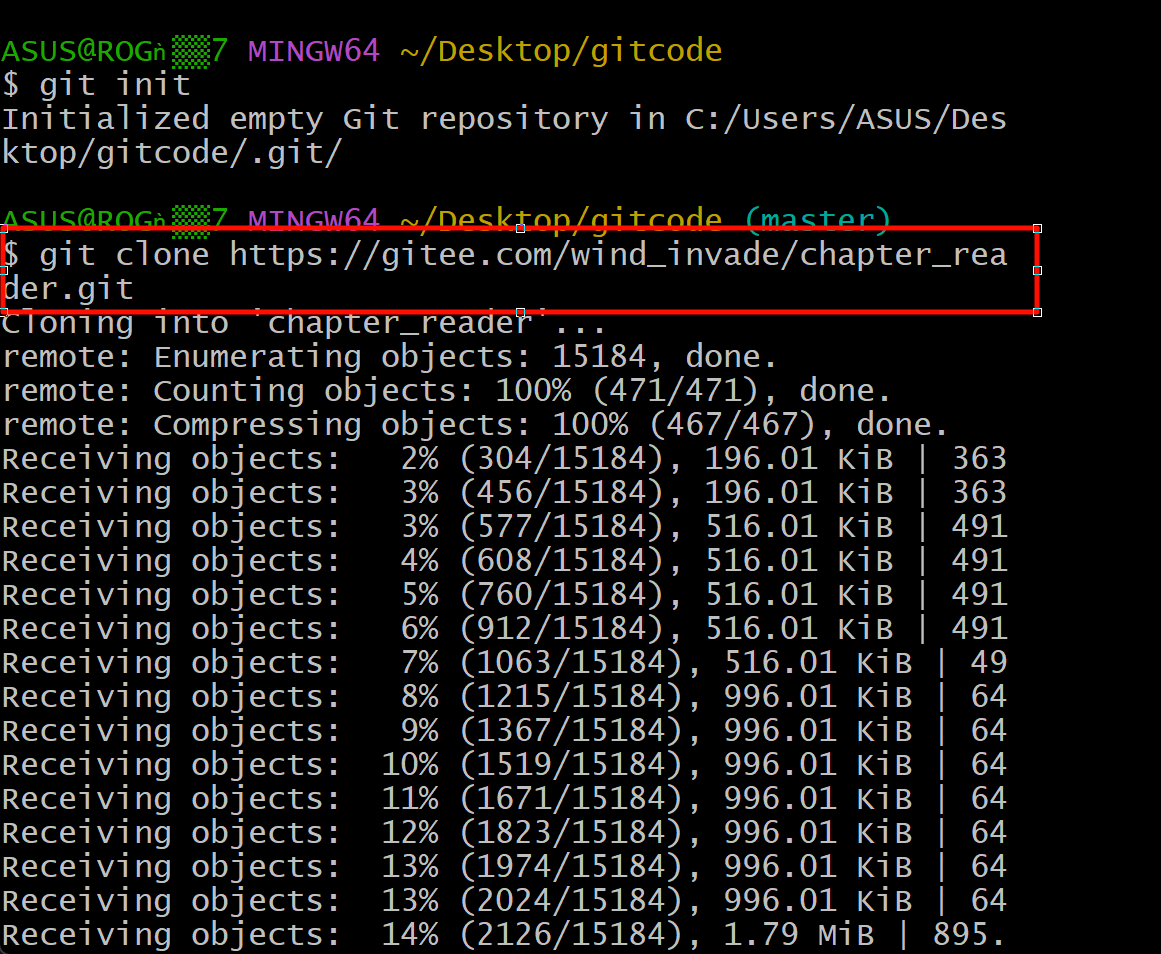 ASUS@ROG 7 MINGW64 ~/Desktop/gitcode
$ git init
Initialized empty Git repository in C:/Users/ASUS/Des
ktop/gitcode/.git/
ASUS@ROG 7 MINGW64 ~/Desktop/gitcode (master)
$ git clone https://gitee.com/wind_invade/chapter_rea
der.git
Cloning into 'chapter_reader'...
remote: Enumerating objects: 15184, done.
remote: Counting objects: 100% (471/471), done.
remote: Compressing objects: 100% (467/467), done.
Receiving objects:   2% (304/15184), 196.01 KiB | 363
Receiving objects:   3% (456/15184), 196.01 KiB | 363
Receiving objects:   3% (577/15184), 516.01 KiB | 491
Receiving objects:   4% (608/15184), 516.01 KiB | 491
Receiving objects:   5% (760/15184), 516.01 KiB | 491
Receiving objects:   6% (912/15184), 516.01 KiB | 491
Receiving objects:   7% (1063/15184), 516.01 KiB | 49
Receiving objects:   8% (1215/15184), 996.01 KiB | 64
Receiving objects:   9% (1367/15184), 996.01 KiB | 64
Receiving objects:  10% (1519/15184), 996.01 KiB | 64
Receiving objects:  11% (1671/15184), 996.01 KiB | 64
Receiving objects:  12% (1823/15184), 996.01 KiB | 64
Receiving objects:  13% (1974/15184), 996.01 KiB | 64
Receiving objects:  13% (2024/15184), 996.01 KiB | 64
Receiving objects:  14% (2126/15184), 1.79 MiB | 895.